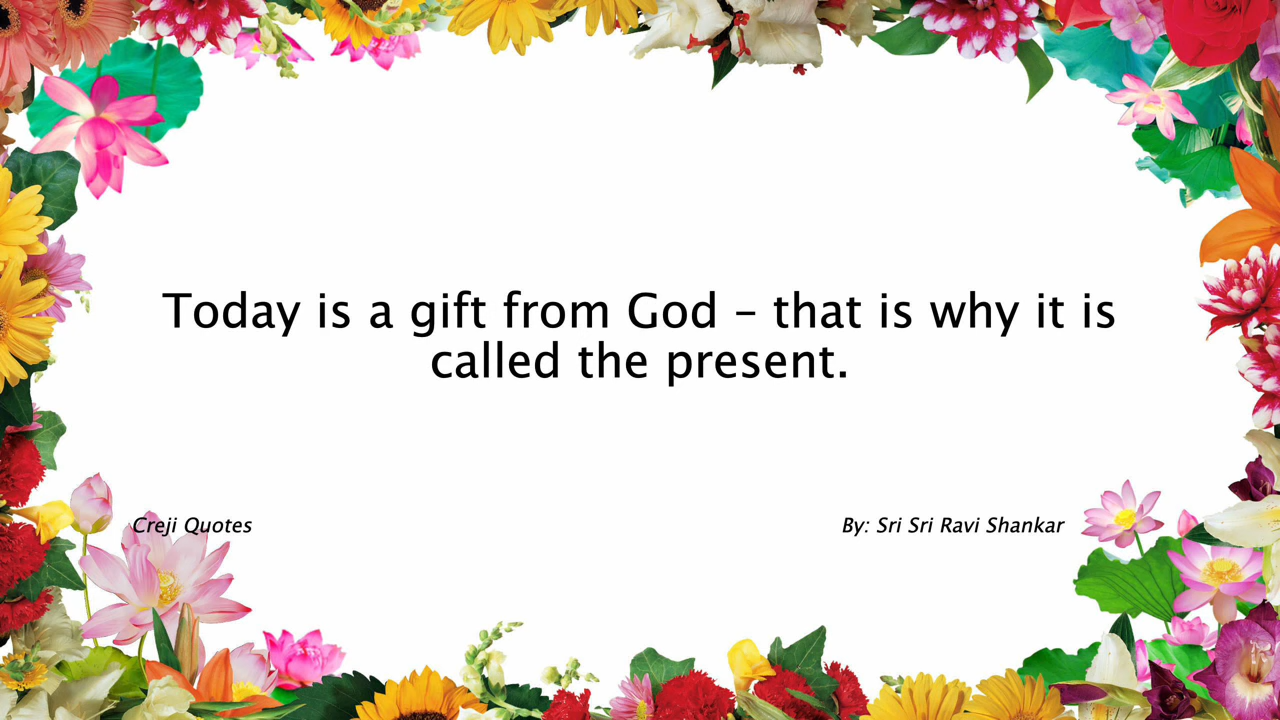 Today is a gift from God – that is why it is
called the present.
Creji Quotes
By: Sri Sri Ravi Shankar